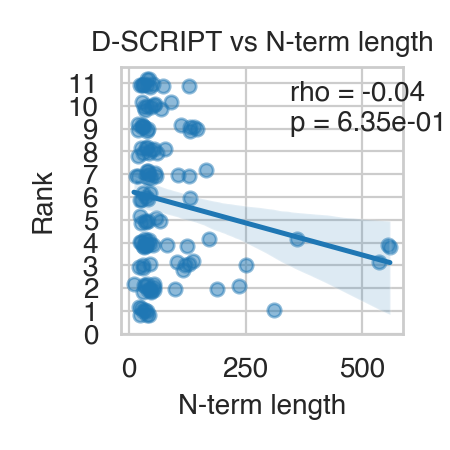 D-SCRIPT vs N-term length
rho = -0.04
p = 6.35e-01
Rank
11
10
9
8
7
6
5
4
3
2
1
0
0 250 500
N-term length